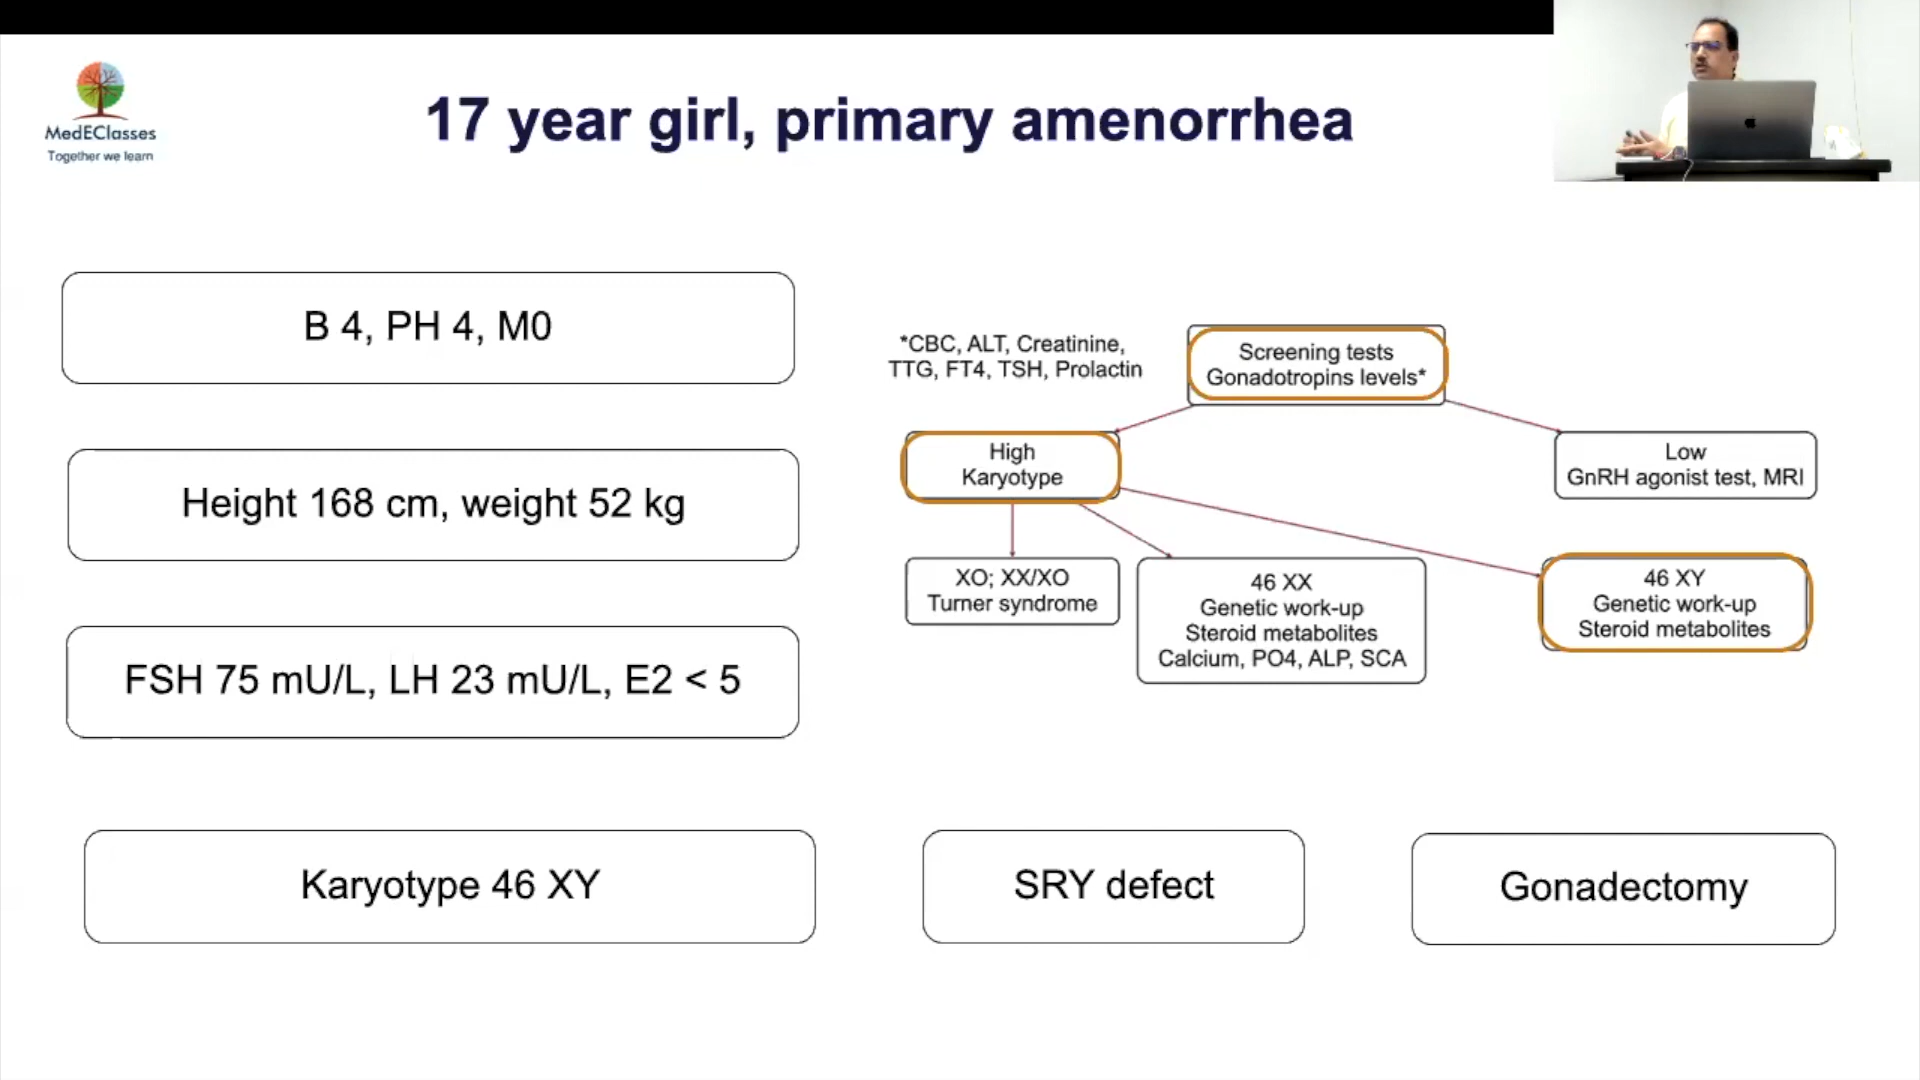 MedEClasses
Together we learn
17 year girl, primary amenorrhea
B 4, PH 4, M0
Height 168 cm, weight 52 kg
FSH 75 mU/L, LH 23 mU/L, E2 < 5
*CBC, ALT, Creatinine,
TTG, FT4, TSH, Prolactin
Screening tests
Gonadotropins levels*
High
Karyotype
Low
GnRH agonist test, MRI
XO; XX/XO
Turner syndrome
46 XX
Genetic work-up
Steroid metabolites
Calcium, PO4, ALP, SCA
46 XY
Genetic work-up
Steroid metabolites
Karyotype 46 XY
SRY defect
Gonadectomy